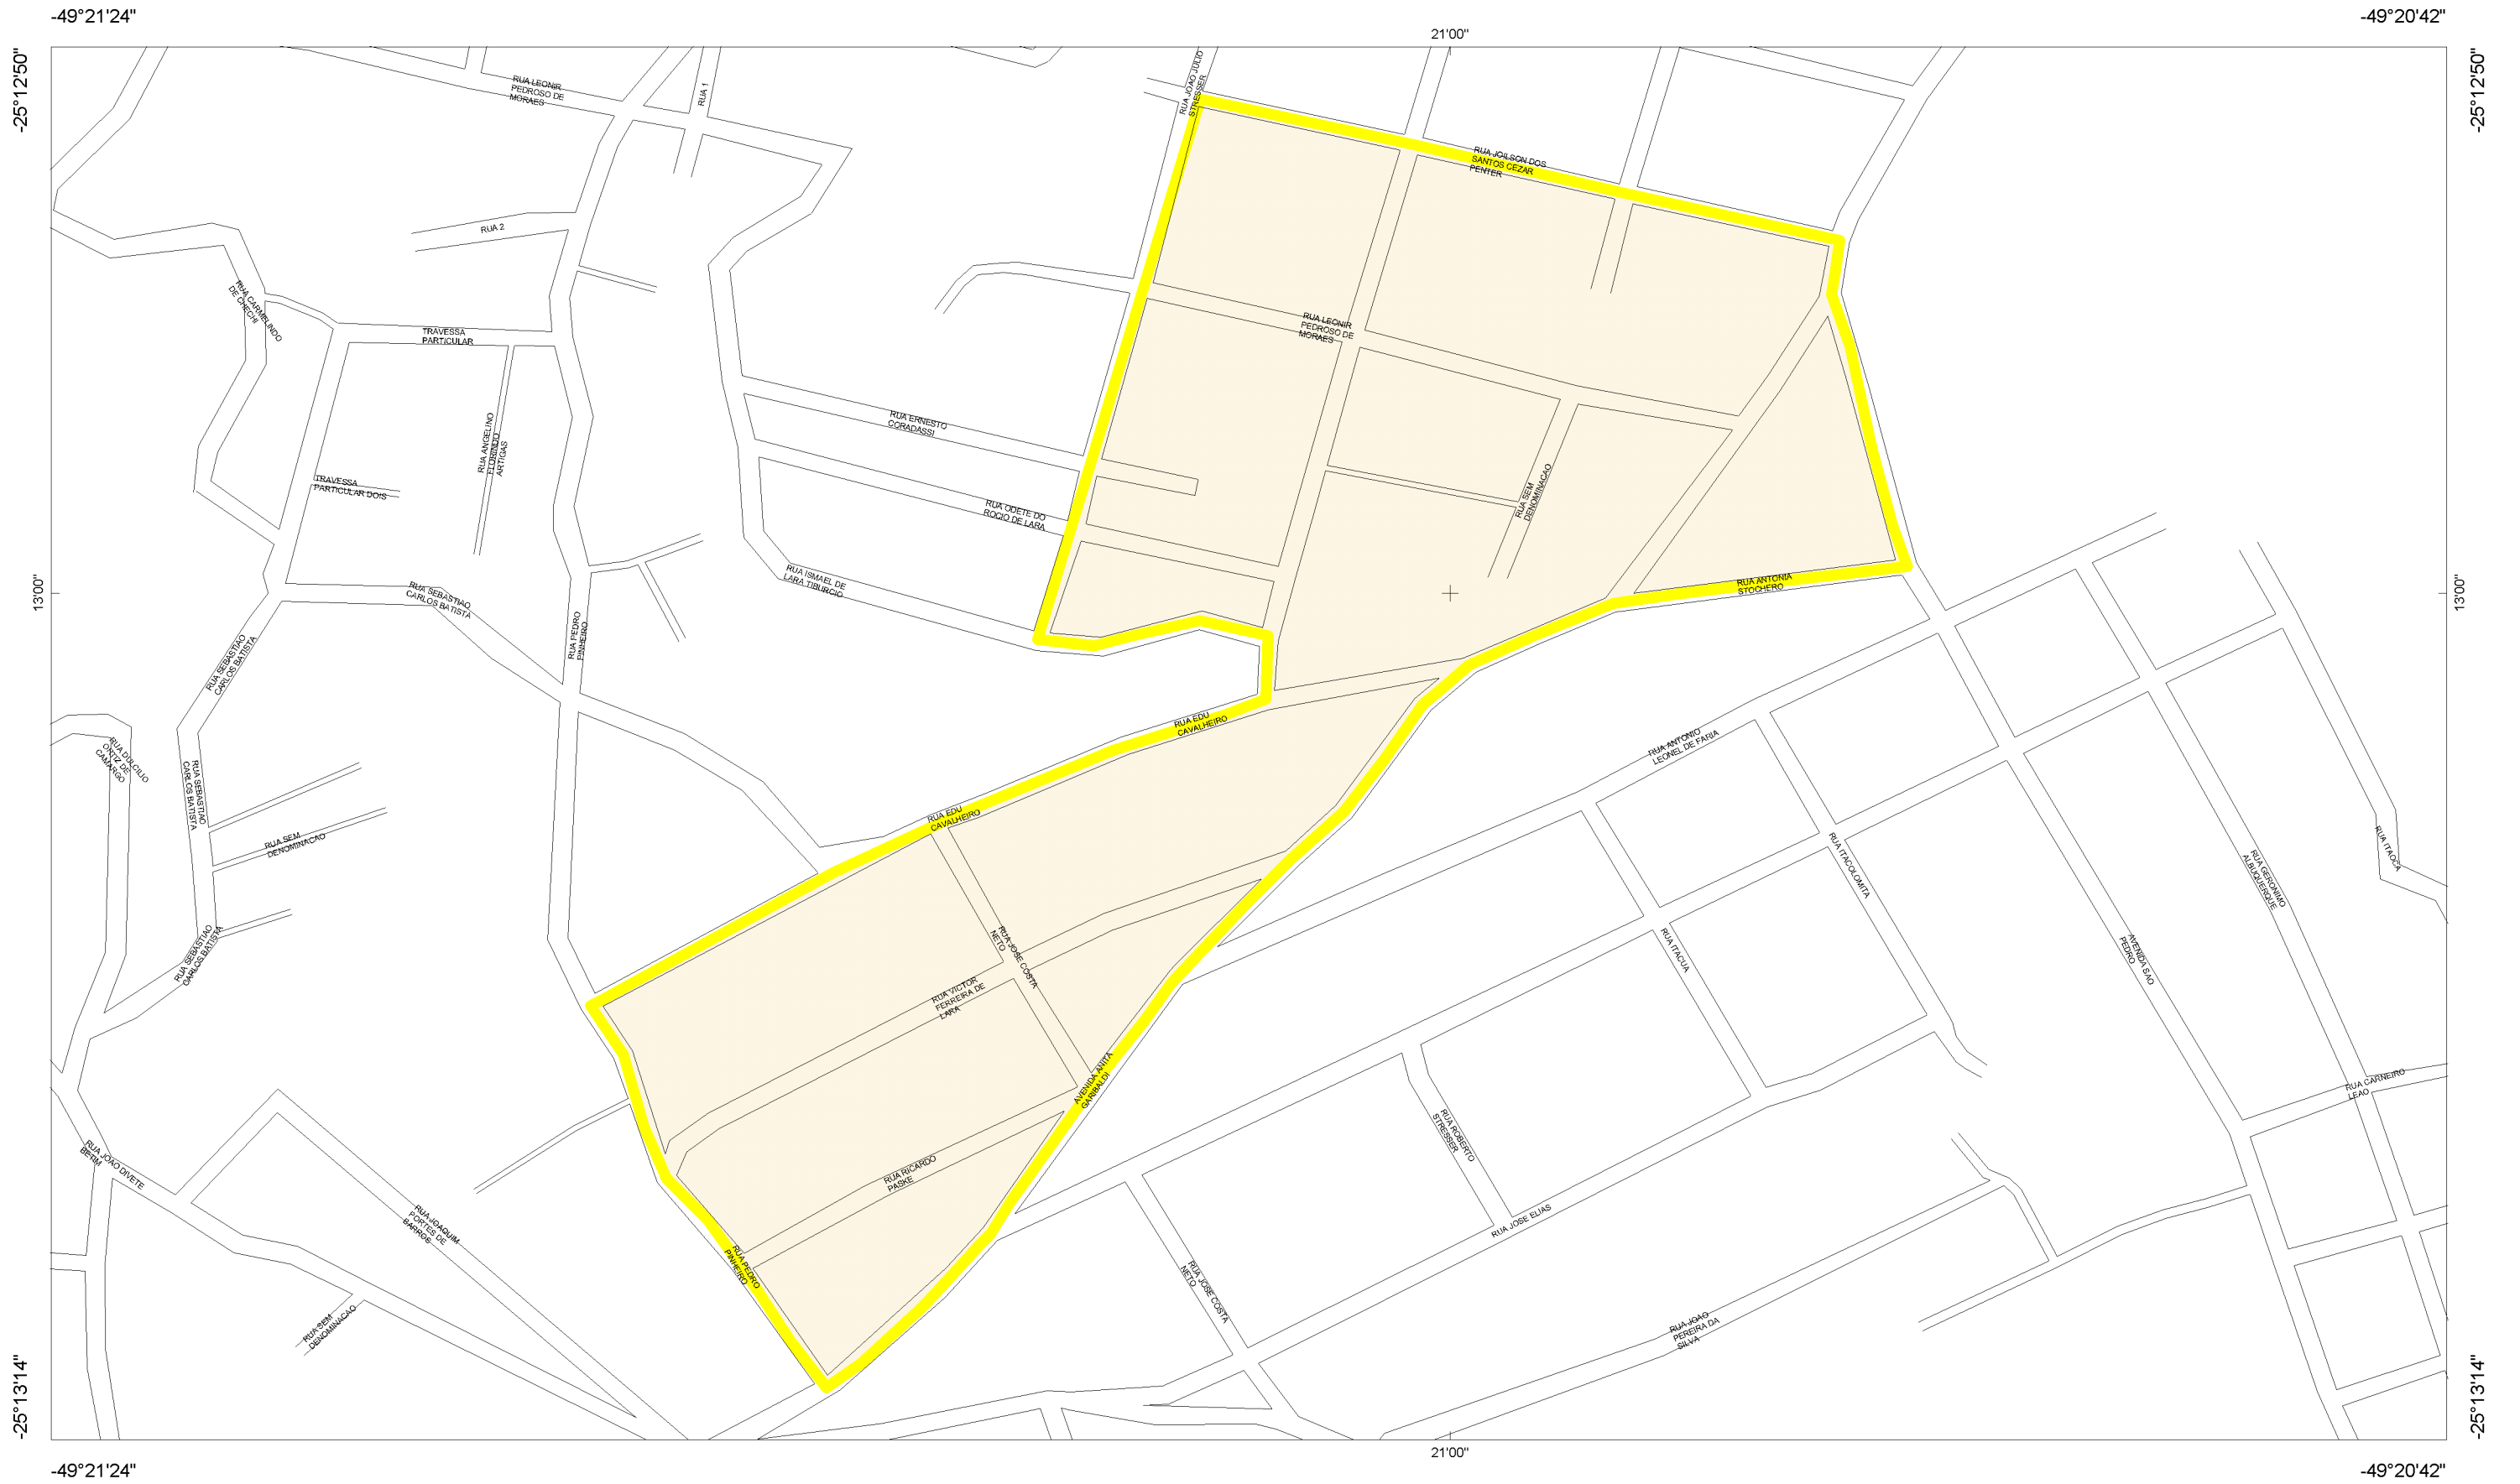 -49°21'24"
-49°20'42"
21'00"
-25°12'50"
-25°12'50"
RUA LEONIR
PEDROSO DE
MORAES
RUA 1
RUA JOAO JULIO
STRESSER
RUA JOILSON DOS
SANTOS CEZAR
PENTER
RUA 2
RUA CARMELINDO
DE CHECHI
TRAVESSA
PARTICULAR
RUA LEONIR
PEDROSO DE
MORAES
RUA ERNESTO
CORADASSI
RUA ANGELINO
FLORINDO
ARTIGAS
TRAVESSA
PARTICULAR DOIS
RUA ODETE DO
ROCIO DE LARA
RUA SEM
DENOMINACAO
RUA ISMAEL DE
LARA TIBURCIO
RUA ANTONIA
STOCHERO
13'00"
13'00"
RUA SEBASTIAO
CARLOS BATISTA
RUA PEDRO
PINHEIRO
RUA SEBASTIAO
CARLOS BATISTA
RUA EDU
CAVALHEIRO
RUA DULCILIO
ORTIZ DE
CAMARGO
RUA ANTONIO
LEONEL DE FARIA
RUA SEBASTIAO
CARLOS BATISTA
RUA EDU
CAVALHEIRO
RUA SEM
DENOMINACAO
RUA ITACOLOMITA
RUA ITAOCA
RUA GERONIMO
ALBUQUERQUE
RUA SEBASTIAO
CARLOS BATISTA
RUA JOSE COSTA
NETO
RUA ITACUA
AVENIDA SAO
PEDRO
RUA VICTOR
FERREIRA DE
LARA
AVENIDA ANITA
GARIBALDI
RUA CARNEIRO
LEAO
RUA ROBERTO
STRESSER
RUA JOAO DIVETE
BERIM
RUA RICARDO
PASKE
RUA JOAQUIM
PORTES DE
BARROS
RUA JOSE ELIAS
RUA PEDRO
PINHEIRO
RUA JOSE COSTA
NETO
RUA SEM
DENOMINACAO
RUA JOAO
PEREIRA DA
SILVA
-25°13'14"
-25°13'14"
21'00"
-49°21'24"
-49°20'42"